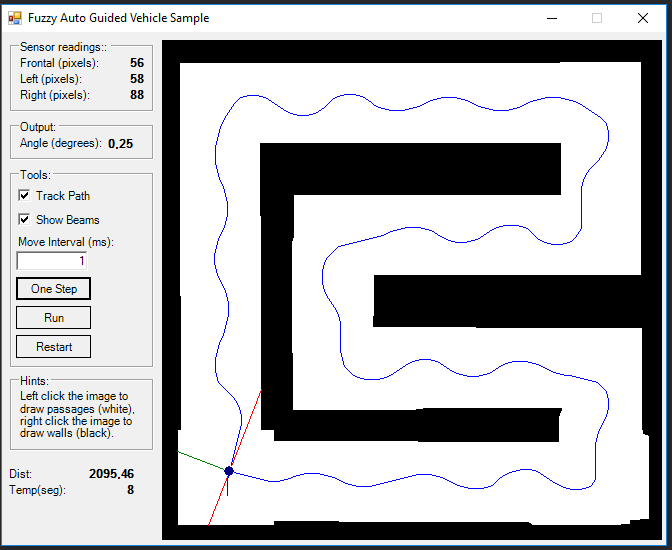 Fuzzy Auto Guided Vehicle Sample
Sensor readings::
Frontal (pixels): 56
Left (pixels): 58
Right (pixels): 88
Output:
Angle (degrees): 0,25
Tools:
Track Path
Show Beams
Move Interval (ms):
1
One Step
Run
Restart
Hints:
Left click the image to
draw passages (white),
right click the image to
draw walls (black).
Dist: 2095,46
Temp(seg): 8